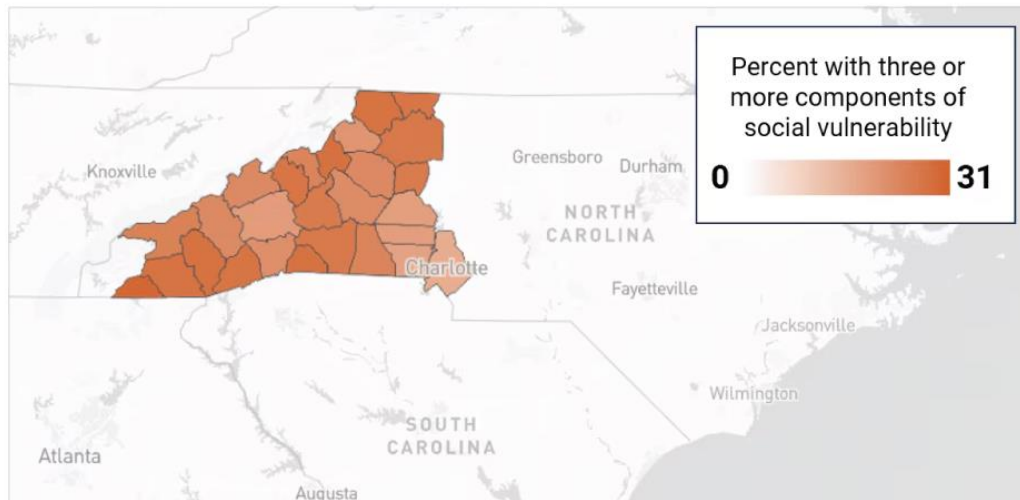 Percent with three or
more components of
social vulnerability
0 31
Knoxville
Greensboro
Durham
NORTH
CAROLINA
Charlotte
Fayetteville
Jacksonville
Wilmington
SOUTH
CAROLINA
Atlanta
Augusta